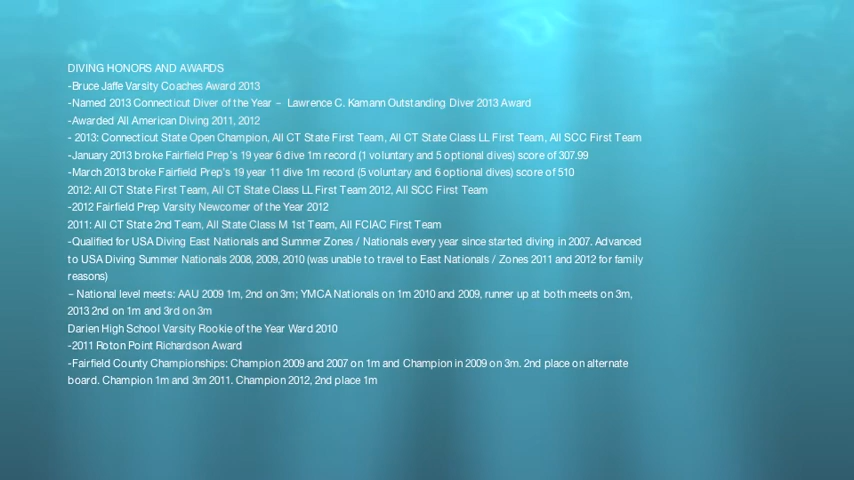 DIVING HONORS AND AWARDS
-Bruce Jaffe Varsity Coaches Award 2013
-Named 2013 Connecticut Diver of the Year – Lawrence C. Kamann Outstanding Diver 2013 Award
-Awarded All American Diving 2011, 2012
- 2013: Connecticut State Open Champion, All CT State First Team, All CT State Class LL First Team, All SCC First Team
-January 2013 broke Fairfield Prep's 19 year 6 dive 1m record (1 voluntary and 5 optional dives) score of 307.99
-March 2013 broke Fairfield Prep's 19 year 11 dive 1m record (5 voluntary and 6 optional dives) score of 510
2012: All CT State First Team, All CT State Class LL First Team 2012, All SCC First Team
-2012 Fairfield Prep Varsity Newcomer of the Year 2012
2011: All CT State 2nd Team, All State Class M 1st Team, All FCIAC First Team
-Qualified for USA Diving East Nationals and Summer Zones / Nationals every year since started diving in 2007. Advanced
to USA Diving Summer Nationals 2008, 2009, 2010 (was unable to travel to East Nationals / Zones 2011 and 2012 for family
reasons)
– National level meets: AAU 2009 1m, 2nd on 3m; YMCA Nationals on 1m 2010 and 2009, runner up at both meets on 3m,
2013 2nd on 1m and 3rd on 3m
Darien High School Varsity Rookie of the Year Ward 2010
-2011 Roton Point Richardson Award
-Fairfield County Championships: Champion 2009 and 2007 on 1m and Champion in 2009 on 3m. 2nd place on alternate
board. Champion 1m and 3m 2011. Champion 2012, 2nd place 1m